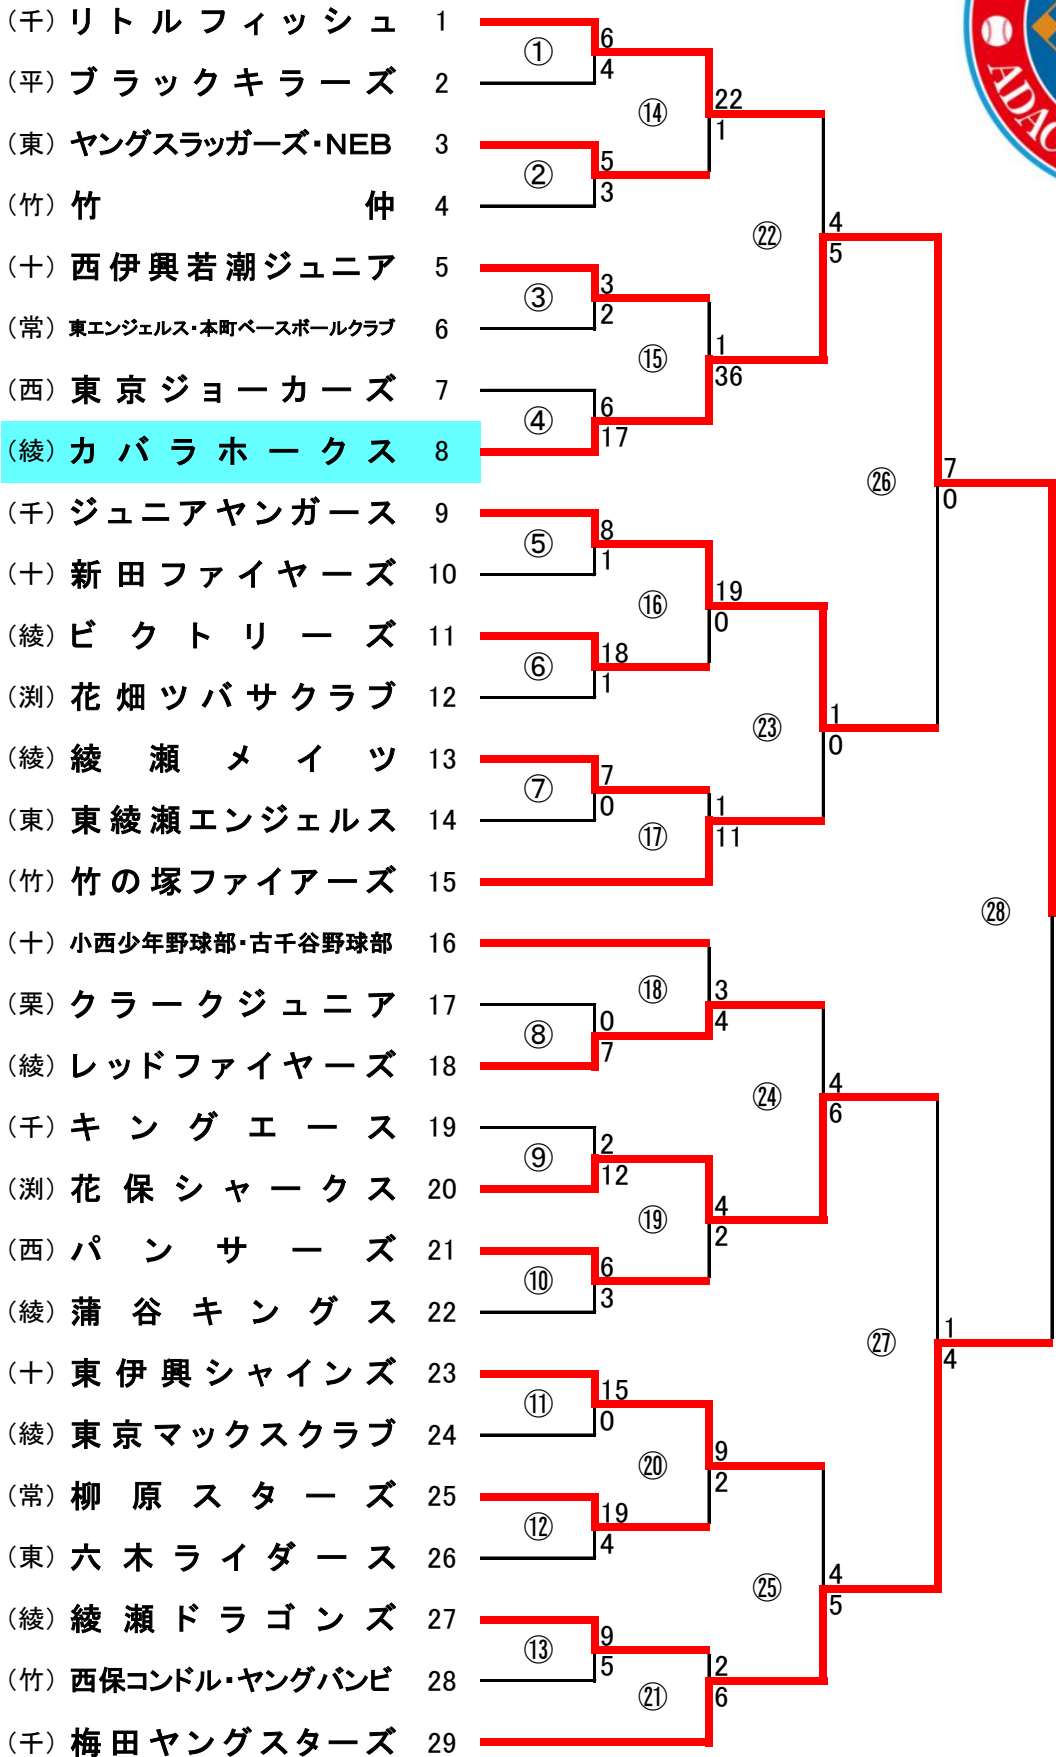 (千) リトルフィッシュ 1
6
①
4
(平) ブラックキラーズ 2
⑭
22
1
(東) ヤングスラッガーズ・NEB 3
5
②
3
(竹) 竹仲 4
㉒
4
5
(十) 西伊興若潮ジュニア 5
3
③
2
(常) 東エンジェルス・本町ベースボールクラブ 6
⑮
1
36
(西) 東京ジョーカーズ 7
6
④
17
(綾) カバラホークス 8
㉖
7
0
(千) ジュニアヤンガース 9
8
⑤
1
(十) 新田ファイヤーズ 10
⑯
19
0
(綾) ビクトリーズ 11
18
⑥
1
(渕) 花畑ツバサクラブ 12
㉓
1
0
(綾) 綾瀬メイツ 13
7
⑦
0
(東) 東綾瀬エンジェルス 14
⑰
1
11
(竹) 竹の塚ファイアーズ 15
㉘
(十) 小西少年野球部・古千谷野球部 16
⑱
3
4
(栗) クラークジュニア 17
0
⑧
7
(綾) レッドファイヤーズ 18
㉔
4
6
(千) キングエース 19
2
⑨
12
(渕) 花保シャークス 20
⑲
4
2
(西) パンサーズ 21
6
⑩
3
(綾)蒲谷キングス 22
㉗
1
4
(十) 東伊興シャインズ 23
15
⑪
0
(綾) 東京マックスクラブ 24
⑳
9
2
(常) 柳原スターズ 25
19
⑫
4
(東) 六木ライダース 26
㉕
4
5
(綾) 綾瀬ドラゴンズ 27
9
⑬
5
(竹) 西保コンドル・ヤングバンビ 28
㉑
2
6
(千) 梅田ヤングスターズ 29